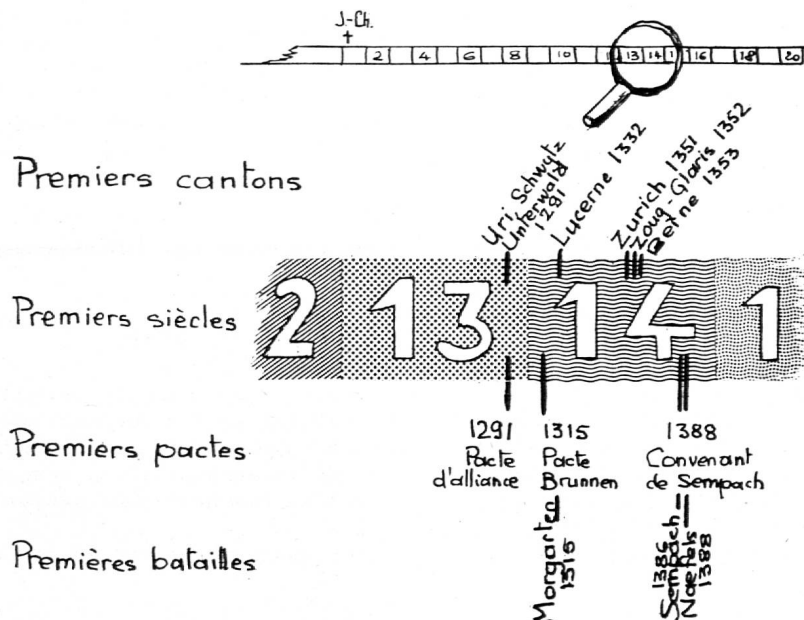 J.-Ch.
2 4 6 8 10 1 13 14 1 16 18 20
Premiers cantons
Uri, Schwytz
Unterwald
1291
Lucerne 1332
Zurich 1351
Zoug-Glaris 1352
Berne 1353
Premiers siècles
2 13 14 1
Premiers pactes
1291
Pacte
d'alliance
1315
Pacte
Brunnen
1388
Convenant
de Sempach
Premières batailles
Morgarten
1315
1386
Sempach
Naefels
1388